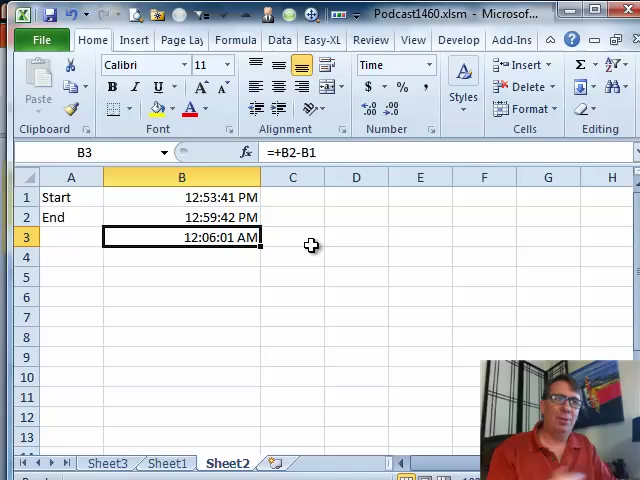 Podcast1460.xlsm - Microsoft...
File Home Insert Page Lay Formula Data Easy-XL Review View Develop Add-Ins
Paste
Calibri 11
B I U A A
Time
$ % ,
Styles
Insert
Delete
Format
Σ
Clipboard Font Alignment Number Cells Editing
B3 fx =+B2-B1
A B C D E F G H
1 Start 12:53:41 PM
2 End 12:59:42 PM
3 12:06:01 AM
4
5
6
7
8
9
10
11
12
13
Sheet3 Sheet1 Sheet2